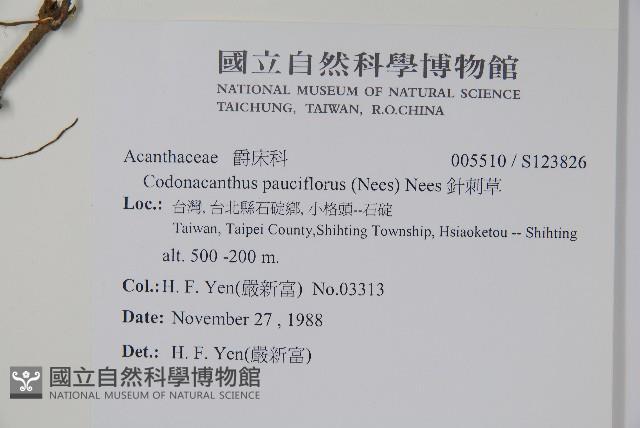 國立自然科學博物館
NATIONAL MUSEUM OF NATURAL SCIENCE
TAICHUNG, TAIWAN, R.O.CHINA
Acanthaceae 爵床科 005510 / S123826
Codonacanthus pauciflorus (Nees) Nees 針刺草
Loc.: 台灣, 台北縣石碇鄉, 小格頭--石碇
Taiwan, Taipei County,Shihting Township, Hsiaoketou -- Shihting
alt. 500 -200 m.
Col.:H. F. Yen(嚴新富) No.03313
Date: November 27 , 1988
Det.: H. F. Yen(嚴新富)
國立自然科學博物館
NATIONAL MUSEUM OF NATURAL SCIENCE